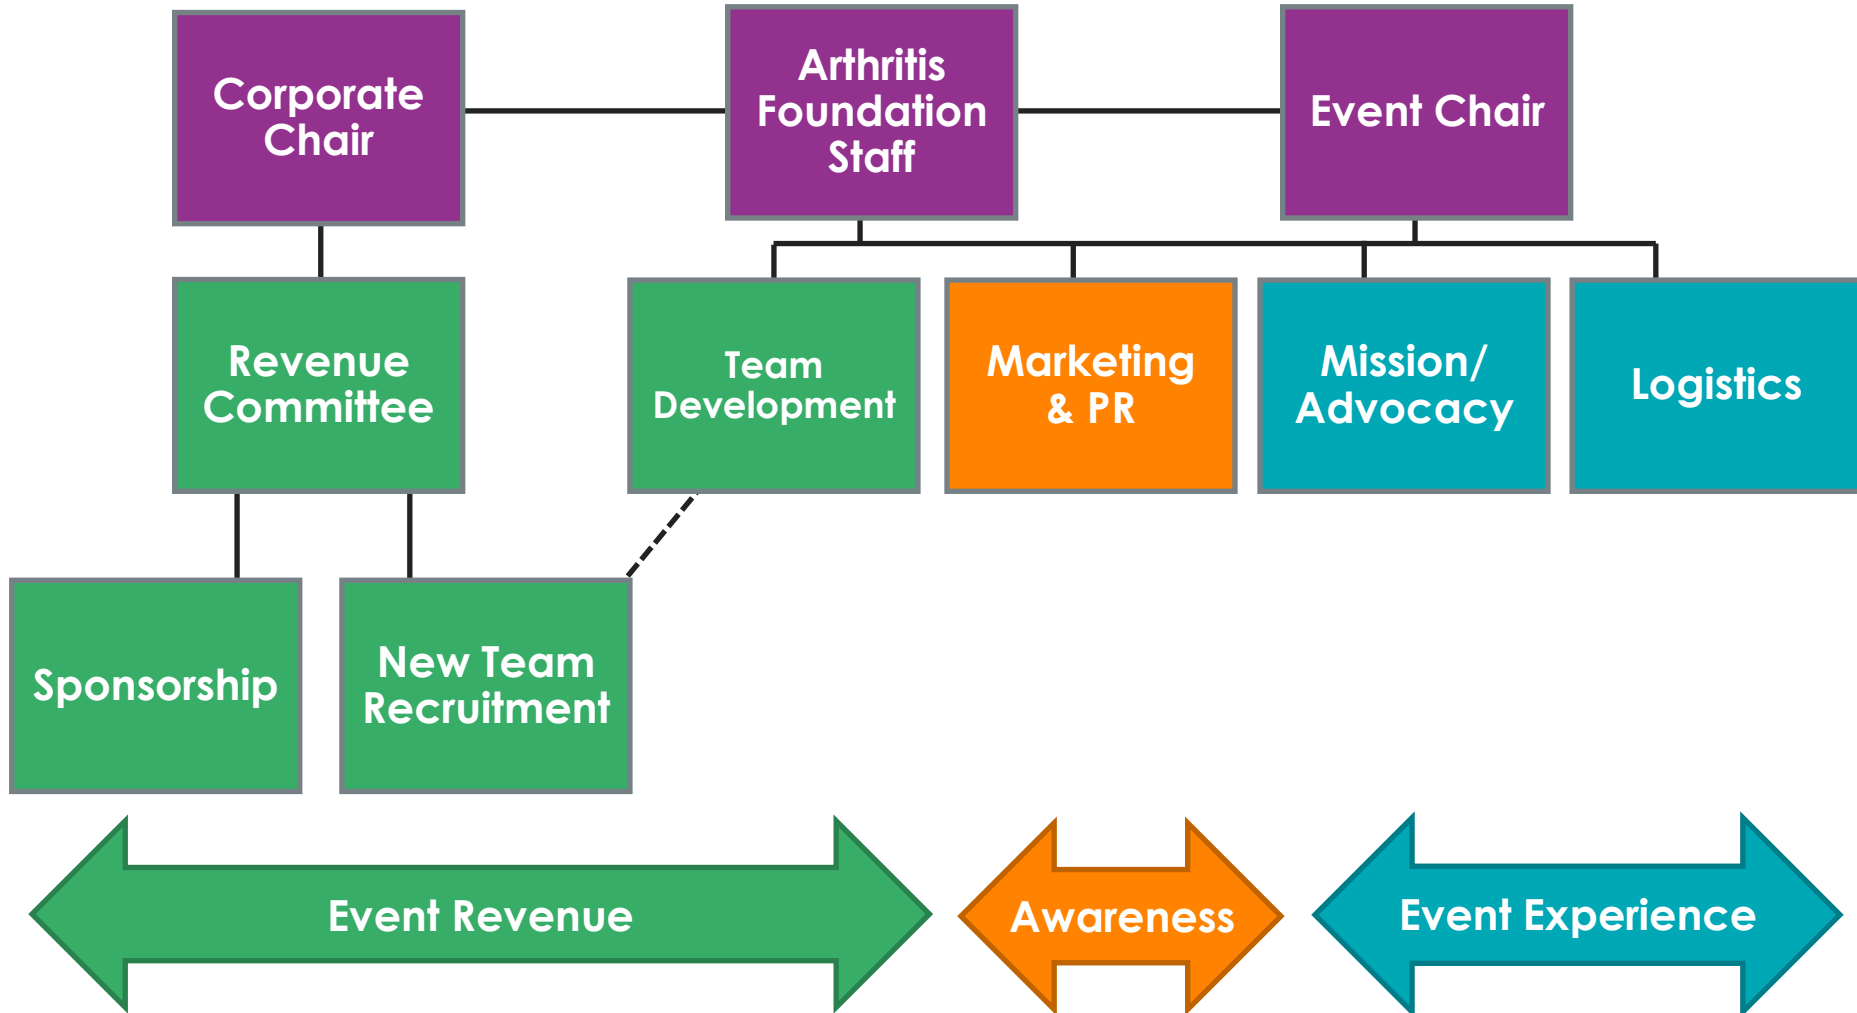 Corporate
Chair
Arthritis
Foundation
Staff
Event Chair
Revenue
Committee
Team
Development
Marketing
& PR
Mission/
Advocacy
Logistics
Sponsorship
New Team
Recruitment
Event Revenue
Awareness
Event Experience